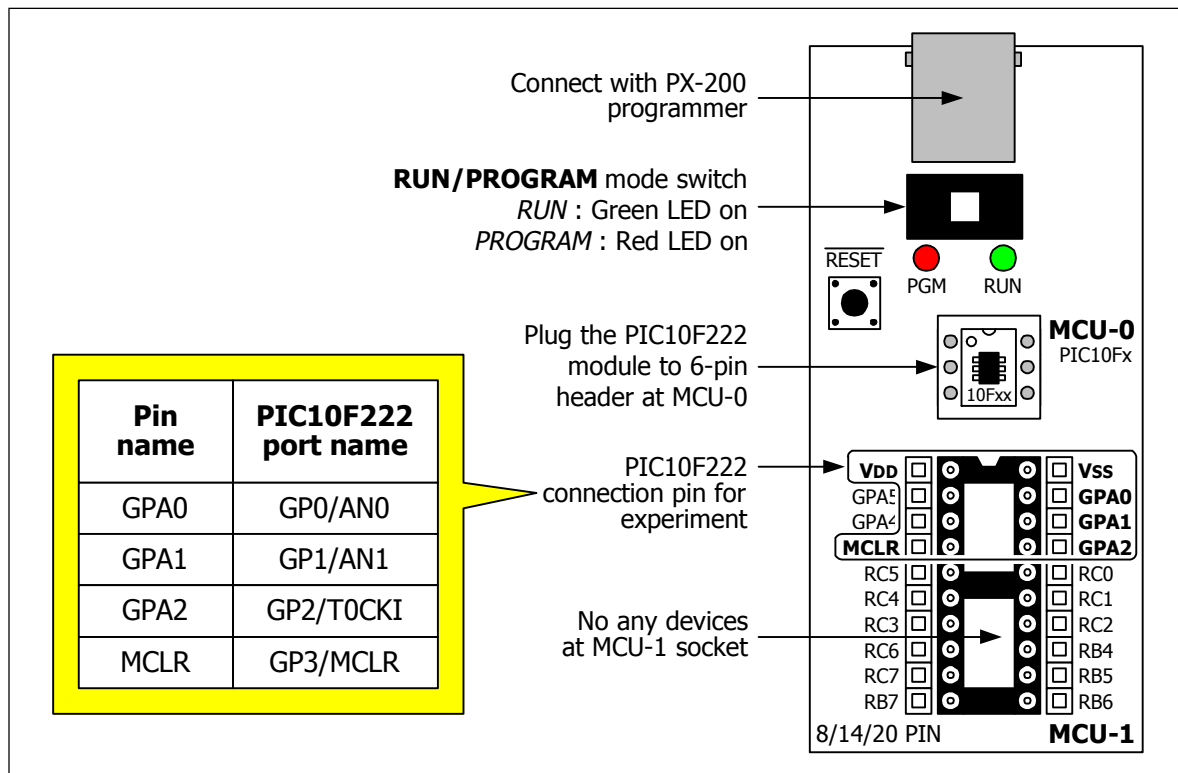 Connect with PX-200
programmer
RUN/PROGRAM mode switch
RUN : Green LED on
PROGRAM : Red LED on
RESET
PGM RUN
Plug the PIC10F222
module to 6-pin
header at MCU-0
MCU-0
PIC10Fx
10Fxx
Pin
name
PIC10F222
port name
GPA0 GP0/AN0
GPA1 GP1/AN1
GPA2 GP2/T0CKI
MCLR GP3/MCLR
PIC10F222
connection pin for
experiment
VDD VSS
GPA5 GPA0
GPA4 GPA1
MCLR GPA2
RC5 RC0
RC4 RC1
RC3 RC2
RC6 RB4
RC7 RB5
RB7 RB6
No any devices
at MCU-1 socket
8/14/20 PIN MCU-1